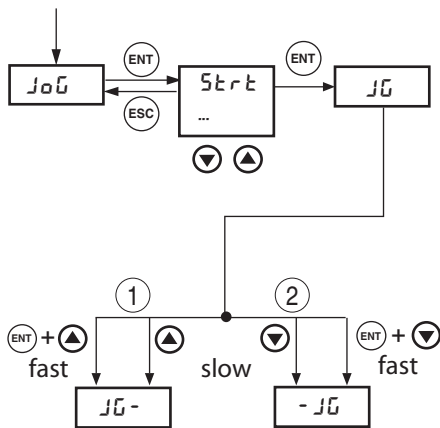 ENT
ENT
JoG
Strt
JG
...
ESC
1
2
ENT +
ENT +
fast
slow
fast
JG-
-JG